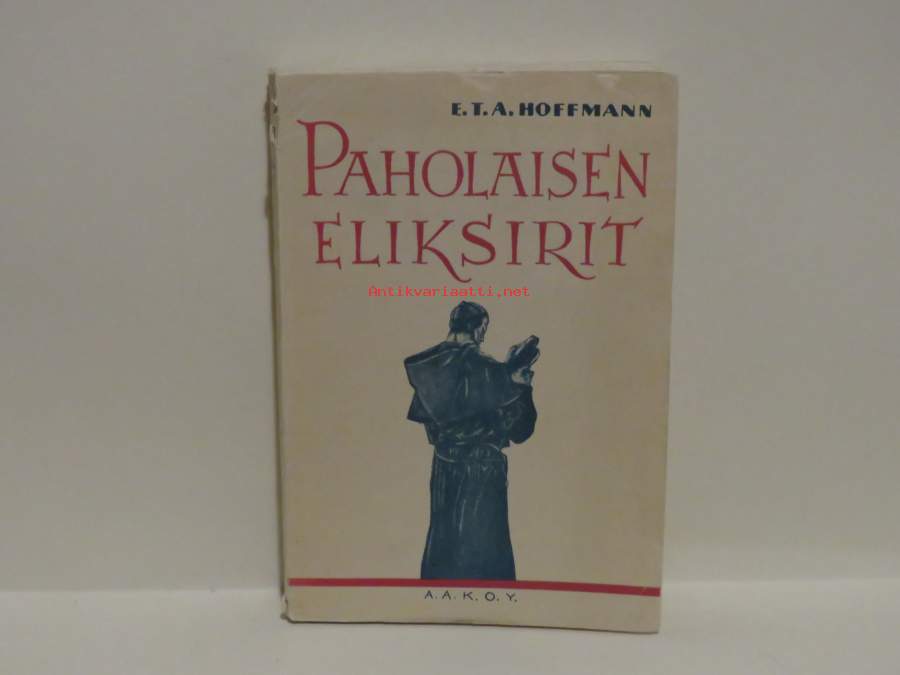 E.T.A. HOFFMANN
PAHOLAISEN
ELIKSIRIT
Antikvariaatti.net
A.A.K.O.Y.